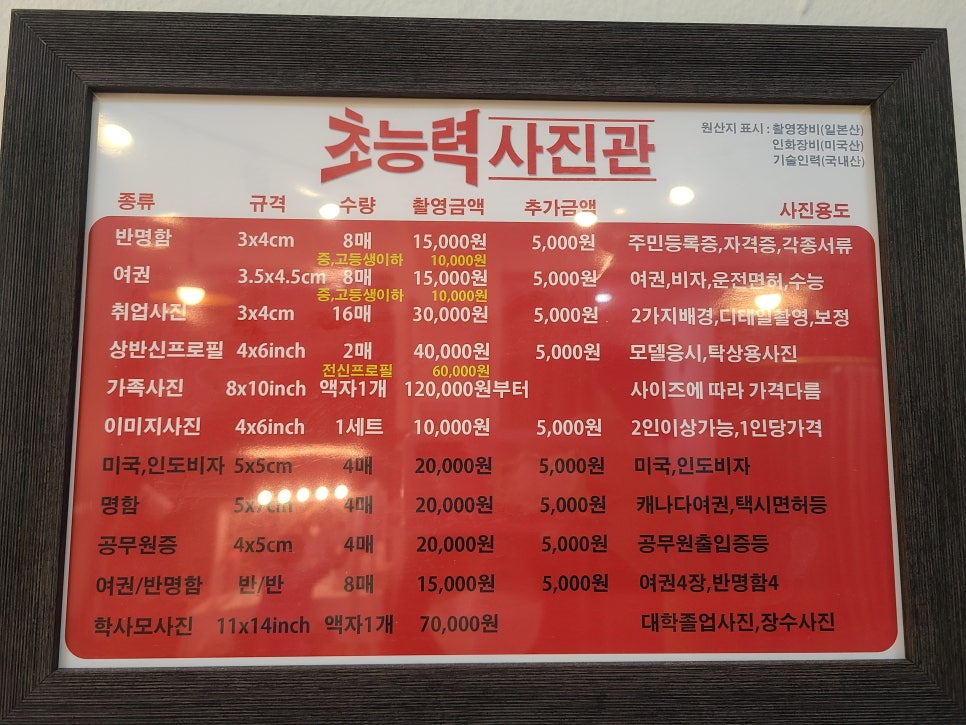 초능력 사진관
원산지 표시 : 촬영장비(일본산)
인화장비(미국산)
기술인력(국내산)
종류 규격 수량 촬영금액 추가금액 사진용도
반명함 3x4cm 8매 15,000원 5,000원 주민등록증,자격증,각종서류
중,고등생이하 10,000원
여권 3.5x4.5cm 8매 15,000원 5,000원 여권,비자,운전면허,수능
중,고등생이하 10,000원
취업사진 3x4cm 16매 30,000원 5,000원 2가지배경,디테일촬영,보정
상반신프로필 4x6inch 2매 40,000원 5,000원 모델응시,탁상용사진
전신프로필 60,000원
가족사진 8x10inch 액자1개 120,000원부터 사이즈에 따라 가격다름
이미지사진 4x6inch 1세트 10,000원 5,000원 2인이상가능,1인당가격
미국,인도비자 5x5cm 4매 20,000원 5,000원 미국,인도비자
명함 5x7cm 4매 20,000원 5,000원 캐나다여권,택시면허등
공무원증 4x5cm 4매 20,000원 5,000원 공무원출입증등
여권/반명함 반/반 8매 15,000원 5,000원 여권4장,반명함4
학사모사진 11x14inch 액자1개 70,000원 대학졸업사진,장수사진